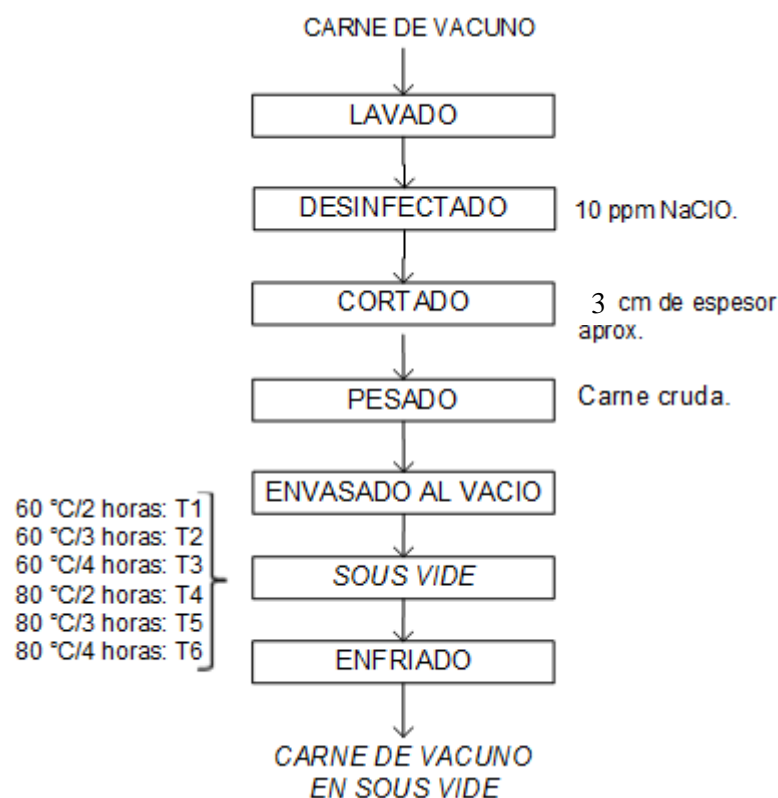 CARNE DE VACUNO
LAVADO
DESINFECTADO
10 ppm NaClO.
CORTADO
3 cm de espesor
aprox.
PESADO
Carne cruda.
ENVASADO AL VACIO
60 °C/2 horas: T1
60 °C/3 horas: T2
60 °C/4 horas: T3
80 °C/2 horas: T4
80 °C/3 horas: T5
80 °C/4 horas: T6
SOUS VIDE
ENFRIADO
CARNE DE VACUNO
EN SOUS VIDE